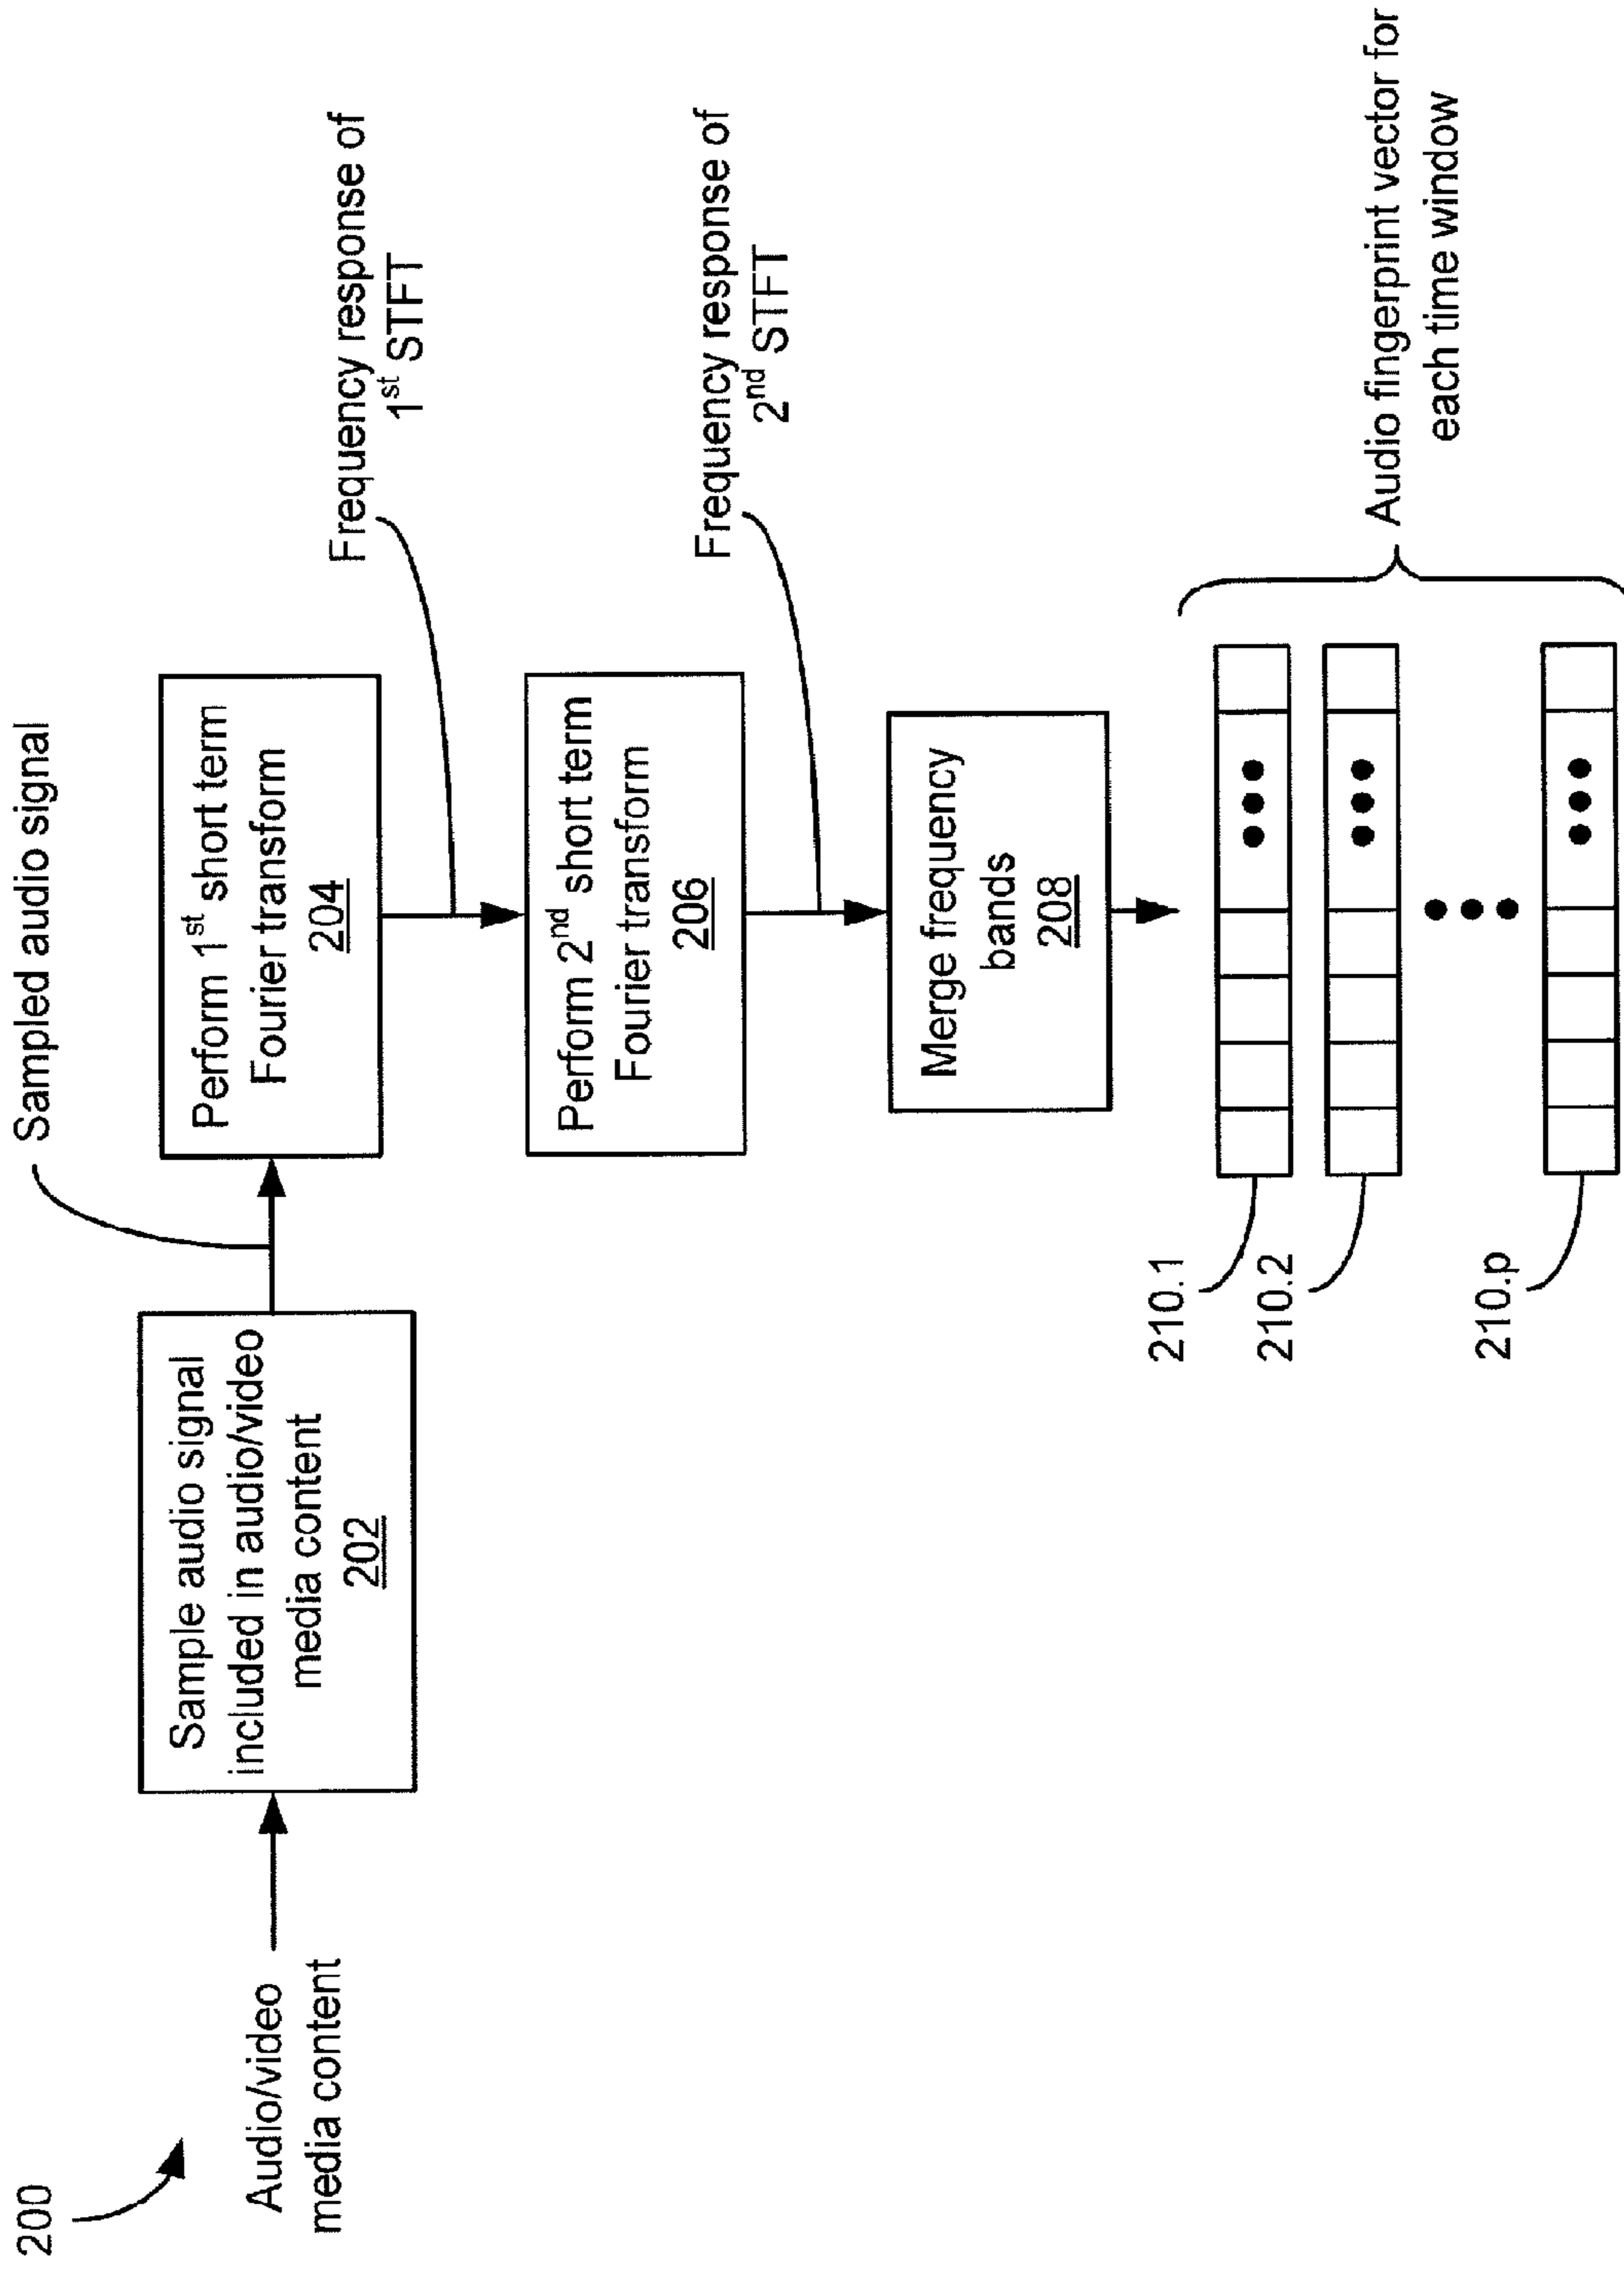 200
Audio/video
media content
Sample audio signal
included in audio/video
media content
202
Sampled audio signal
Perform 1st short term
Fourier transform
204
Frequency response of
1st STFT
Perform 2nd short term
Fourier transform
206
Frequency response of
2nd STFT
Merge frequency
bands
208
210.1
210.2
210.p
Audio fingerprint vector for
each time window